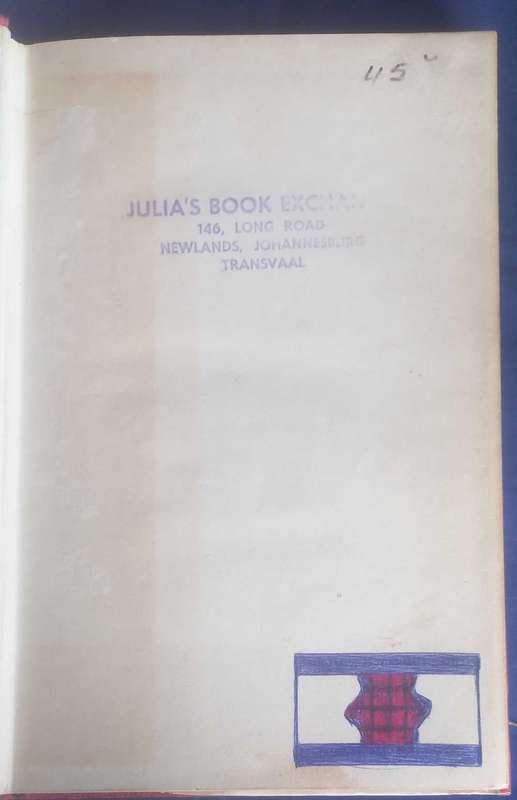 45
JULIA'S BOOK EXCHAN
146, LONG ROAD
NEWLANDS, JOHANNESBURG
TRANSVAAL